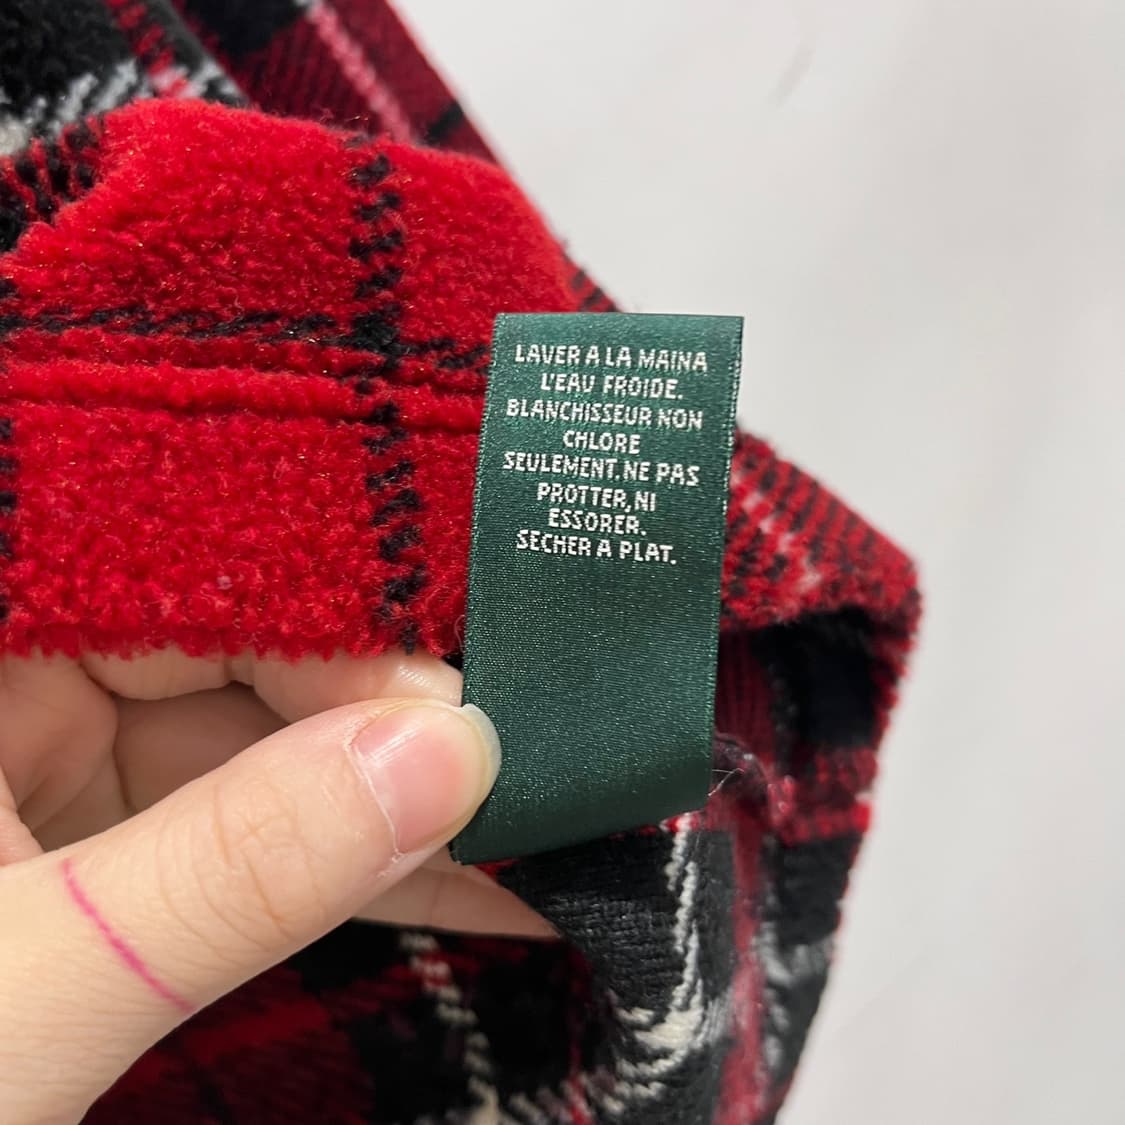 LAVER A LA MAINA
L'EAU FROIDE.
BLANCHISSEUR NON
CHLORE
SEULEMENT. NE PAS
PROTTER, NI
ESSORER.
SECHER A PLAT.